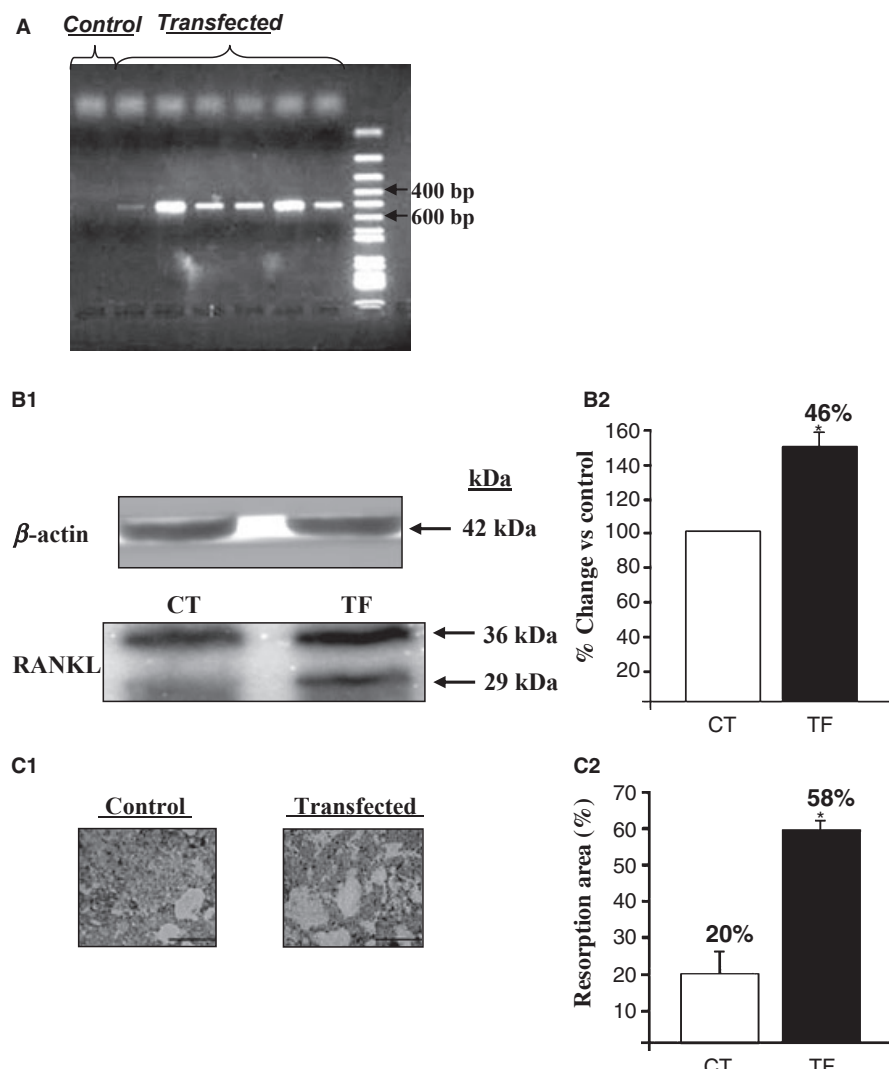 A
Control Transfected
400 bp
600 bp
B1
kDa
β-actin
42 kDa
CT TF
RANKL
36 kDa
29 kDa
B2
46%
*
160
140
120
100
80
60
40
20
% Change vs control
CT TF
C1
Control Transfected
C2
58%
*
20%
70
60
50
40
30
20
10
Resorption area (%)
CT TF